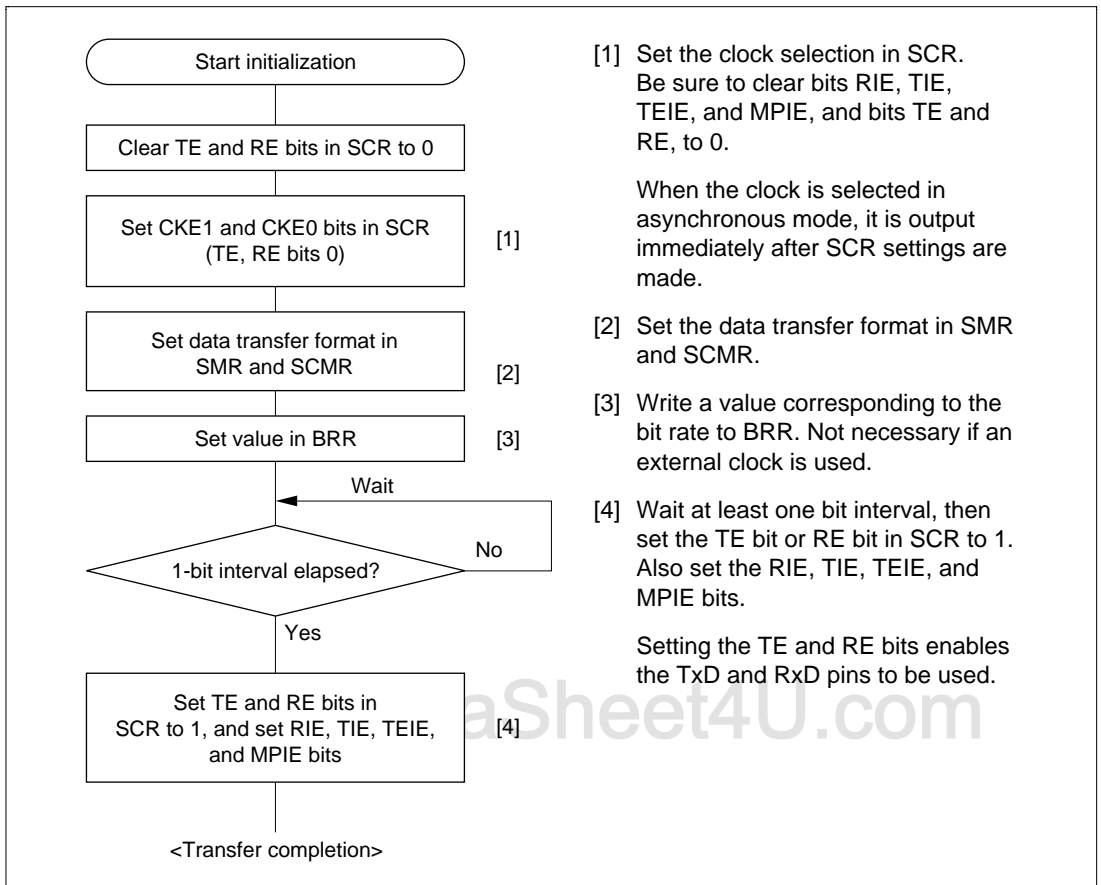 Start initialization
Clear TE and RE bits in SCR to 0
Set CKE1 and CKE0 bits in SCR
(TE, RE bits 0)
[1]
Set data transfer format in
SMR and SCMR
[2]
Set value in BRR
[3]
Wait
No
1-bit interval elapsed?
Yes
Set TE and RE bits in
SCR to 1, and set RIE, TIE, TEIE,
and MPIE bits
[4]
<Transfer completion>
[1] Set the clock selection in SCR.
Be sure to clear bits RIE, TIE,
TEIE, and MPIE, and bits TE and
RE, to 0.
When the clock is selected in
asynchronous mode, it is output
immediately after SCR settings are
made.
[2] Set the data transfer format in SMR
and SCMR.
[3] Write a value corresponding to the
bit rate to BRR. Not necessary if an
external clock is used.
[4] Wait at least one bit interval, then
set the TE bit or RE bit in SCR to 1.
Also set the RIE, TIE, TEIE, and
MPIE bits.
Setting the TE and RE bits enables
the TxD and RxD pins to be used.
aSheet4U.com